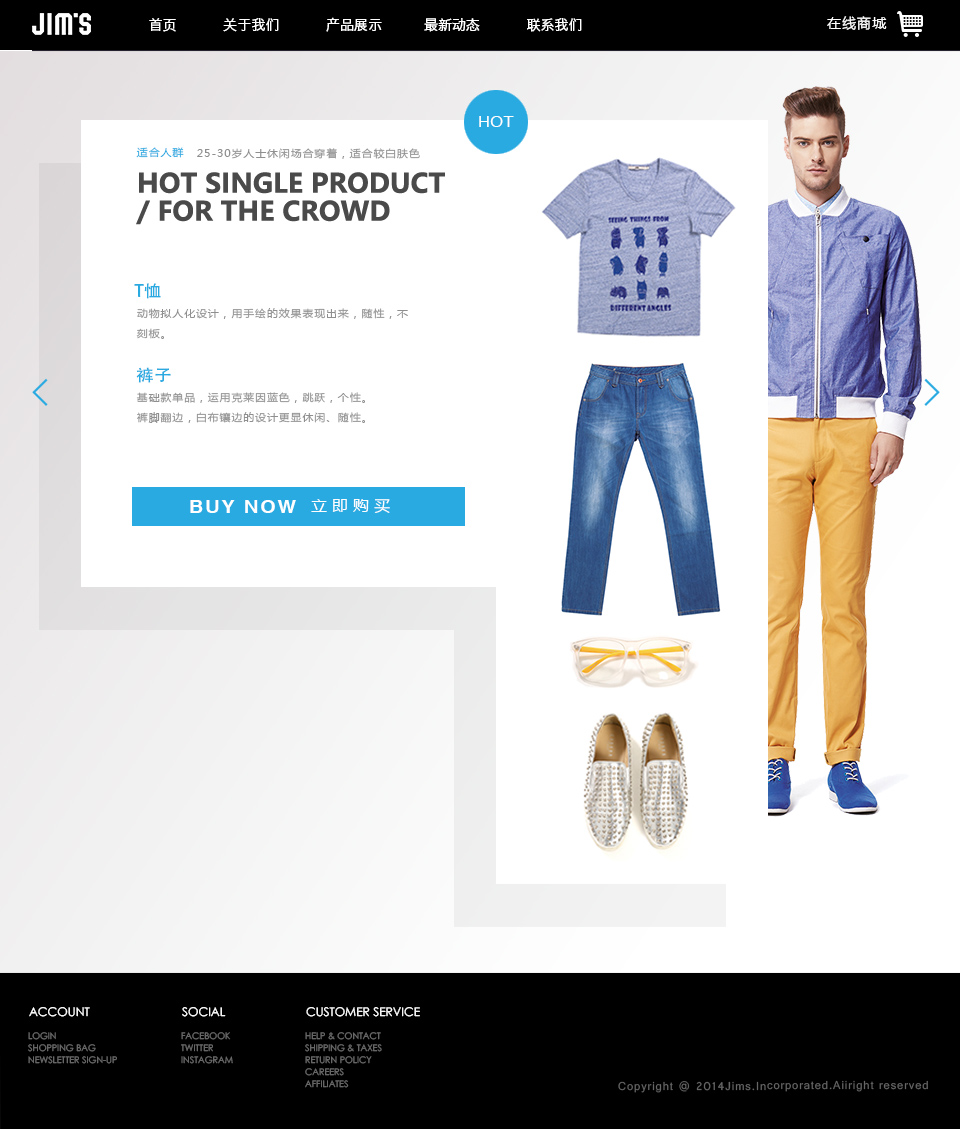 JIM'S
首页 关于我们 产品展示 最新动态 联系我们 在线商城
HOT
适合人群 25-30岁人士休闲场合穿着，适合较白肤色
HOT SINGLE PRODUCT
/ FOR THE CROWD
SEEING THINGS FROM
DIFFERENT ANGLES
T恤
动物拟人化设计，用手绘的效果表现出来，随性，不
刻板。
裤子
基础款单品，运用克莱因蓝色，跳跃，个性。
裤脚翻边，白布镶边的设计更显休闲、随性。
BUY NOW 立即购买
ACCOUNT
LOGIN
SHOPPING BAG
NEWSLETTER SIGN-UP
SOCIAL
FACEBOOK
TWITTER
INSTAGRAM
CUSTOMER SERVICE
HELP & CONTACT
SHIPPING & TAXES
RETURN POLICY
CAREERS
AFFILIATES
Copyright @ 2014Jims.Incorporated.Aiiright reserved